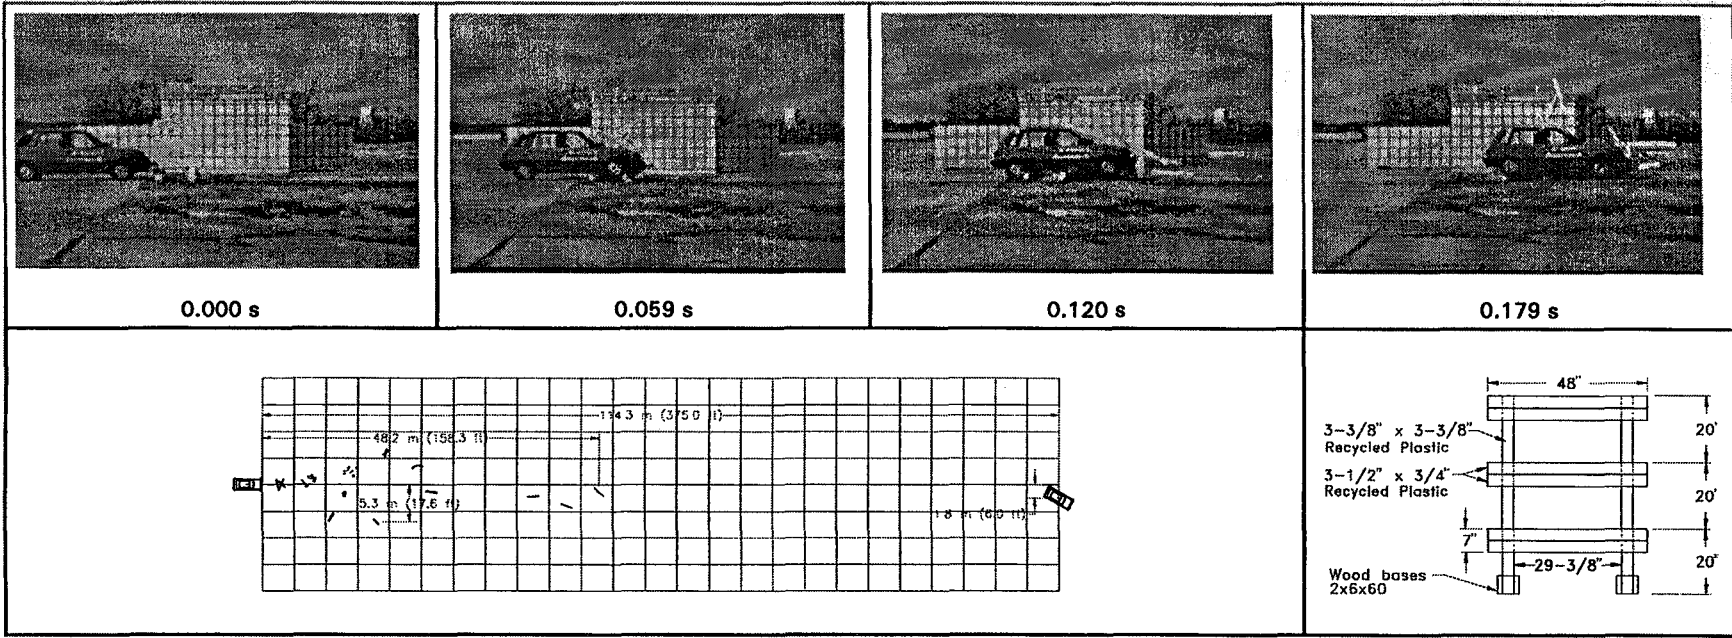 0.000 s
0.059 s
0.120 s
0.179 s
114.3 m (375.0 ft)
48.2 m (158.3 ft)
5.3 m (17.6 ft)
1.8 m (6.0 ft)
48"
3-3/8" x 3-3/8"
Recycled Plastic
20"
3-1/2" x 3/4"
Recycled Plastic
20"
7"
29-3/8"
20"
Wood bases
2x6x60